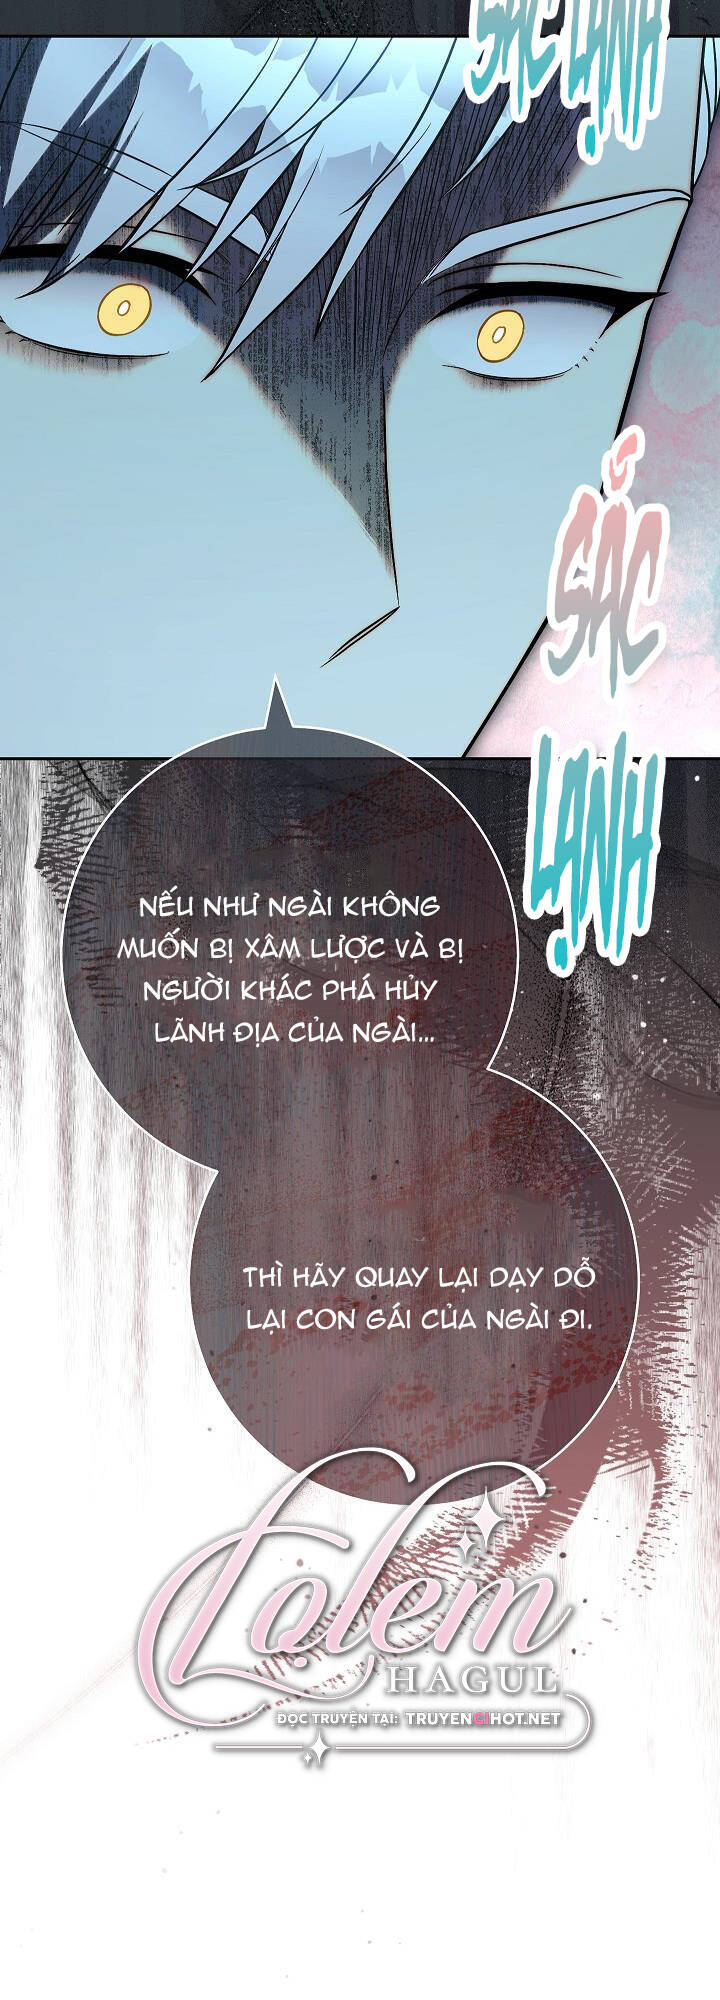 SẮC LẠNH
SẮC
LẠNH
NẾU NHƯ NGÀI KHÔNG
MUỐN BỊ XÂM LƯỢC VÀ BỊ
NGƯỜI KHÁC PHÁ HỦY
LÃNH ĐỊA CỦA NGÀI...
THÌ HÃY QUAY LẠI DẠY DỖ
LẠI CON GÁI CỦA NGÀI ĐI.
Lọlem
HAGUL
ĐỌC TRUYỆN TẠI: TRUYENGIHOT.NET